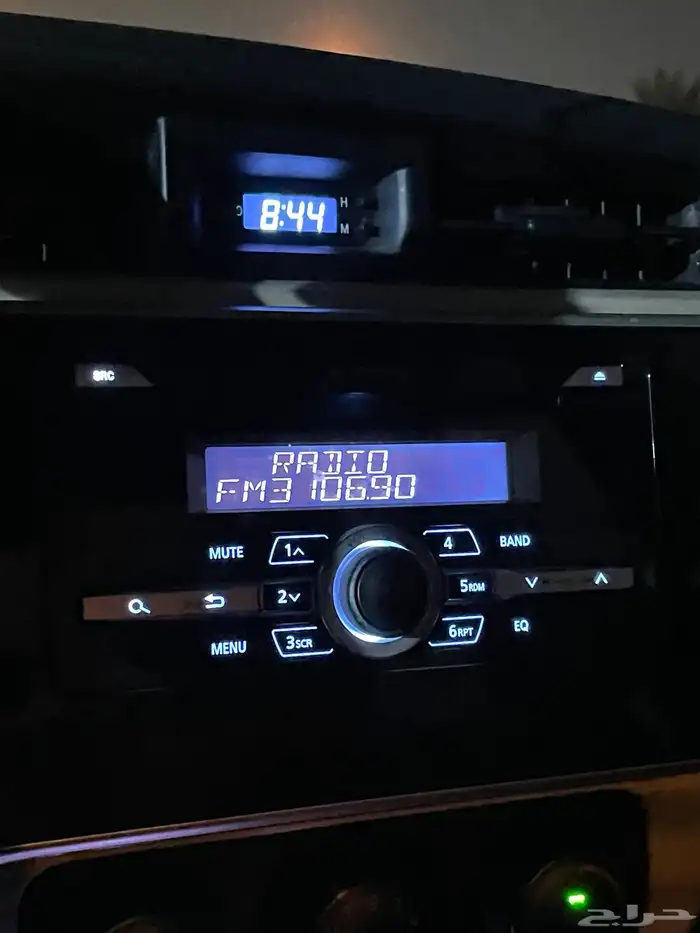 8:44
H
M
SRC
RADIO
FM3 106.90
MUTE 1 4 BAND
2 5RDM
MENU 3SCR 6RPT EQ
حراج